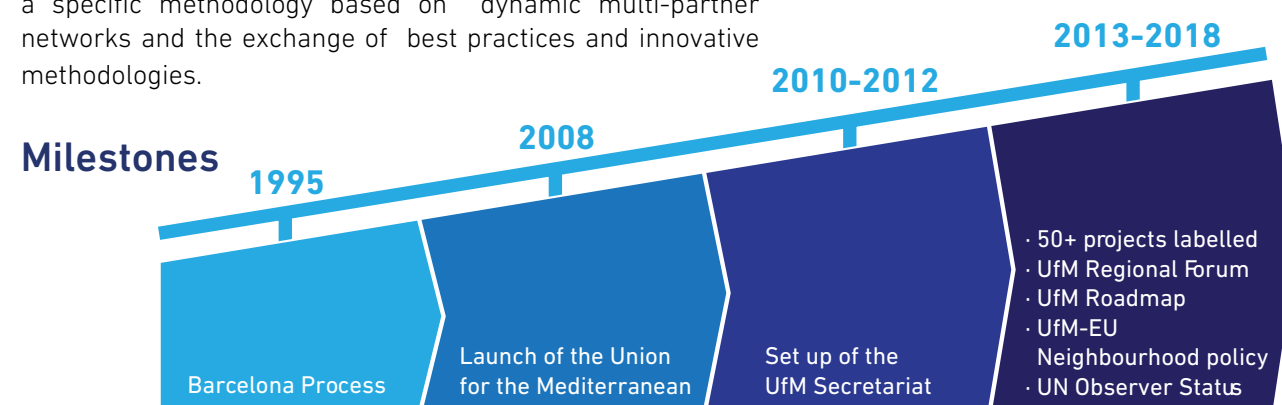 a specific methodology based on dynamic multi-partner
networks and the exchange of best practices and innovative
methodologies.
Milestones
1995
2008
2010-2012
2013-2018
Barcelona Process
Launch of the Union
for the Mediterranean
Set up of the
UfM Secretariat
· 50+ projects labelled
· UfM Regional Forum
· UfM Roadmap
· UfM-EU
Neighbourhood policy
· UN Observer Status